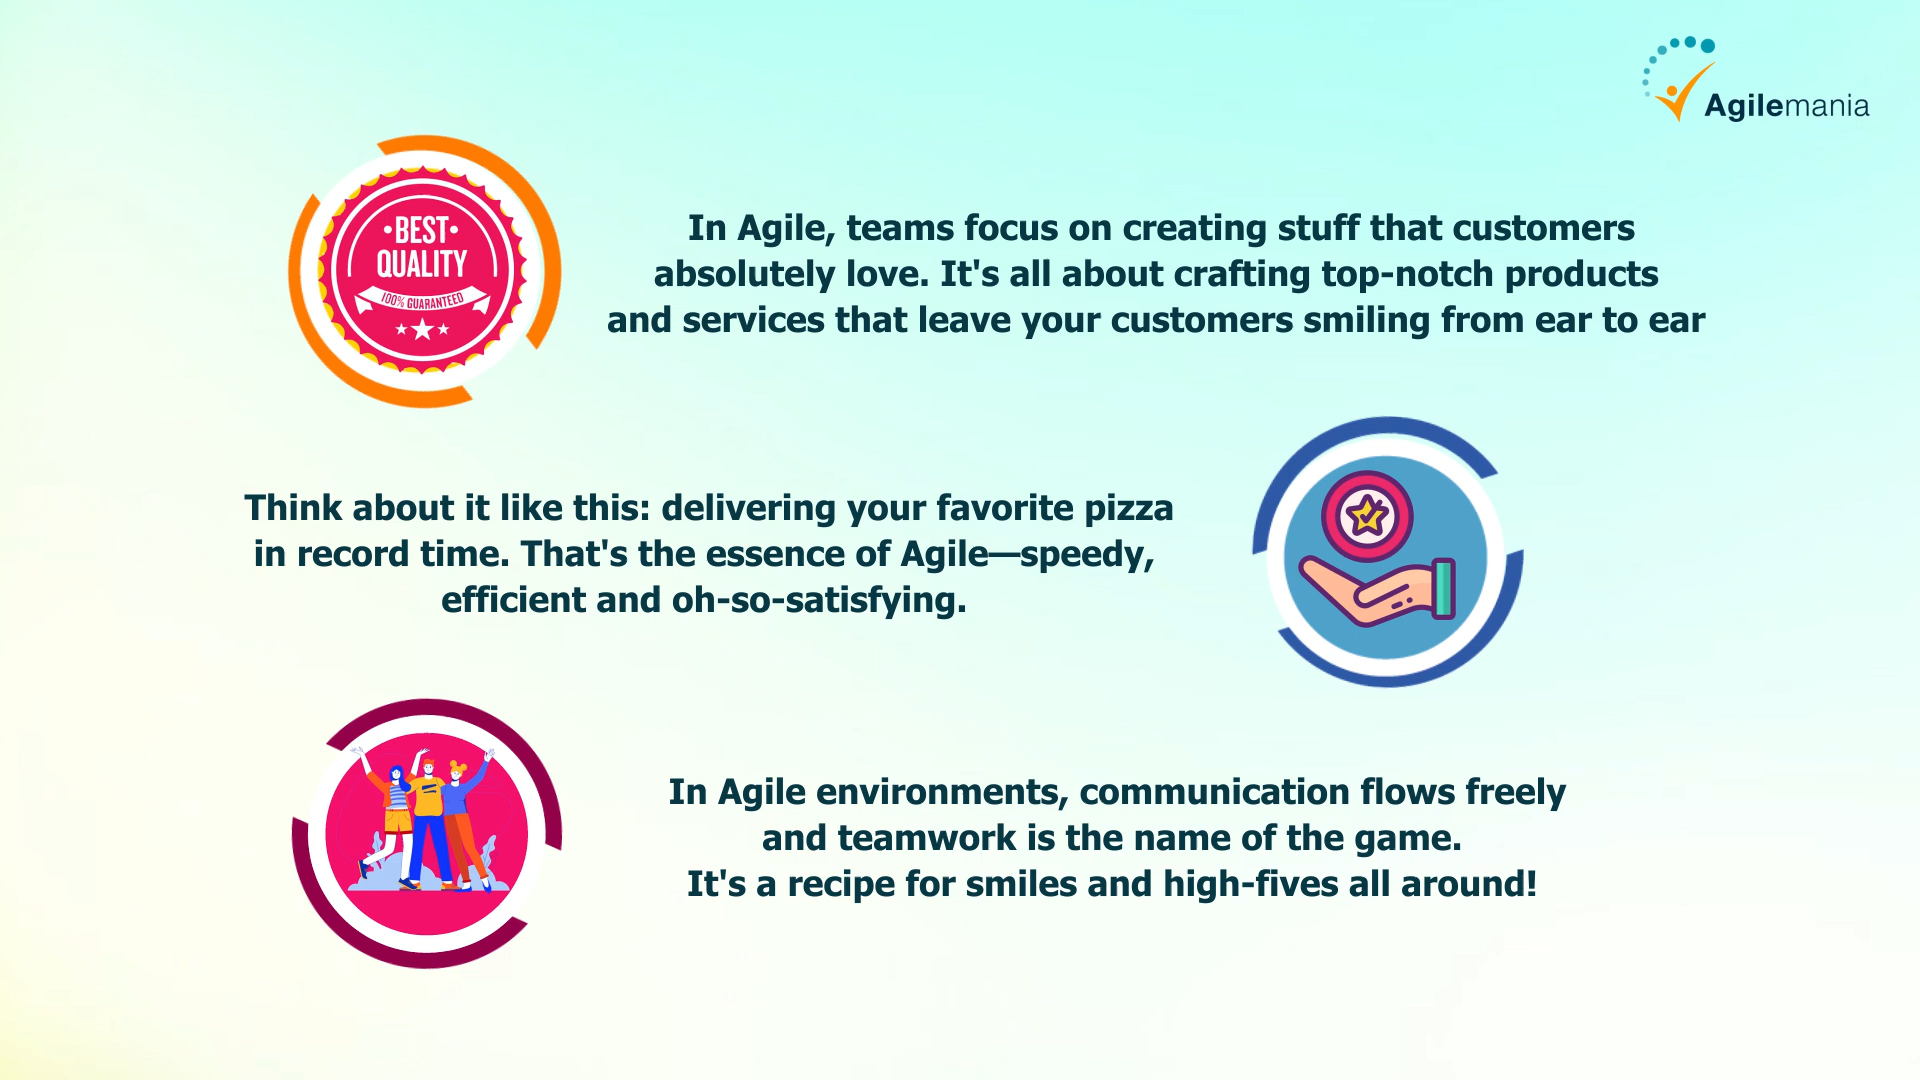 Agilemania
•BEST•
QUALITY
100% GUARANTEED
In Agile, teams focus on creating stuff that customers
absolutely love. It's all about crafting top-notch products
and services that leave your customers smiling from ear to ear
Think about it like this: delivering your favorite pizza
in record time. That's the essence of Agile—speedy,
efficient and oh-so-satisfying.
In Agile environments, communication flows freely
and teamwork is the name of the game.
It's a recipe for smiles and high-fives all around!